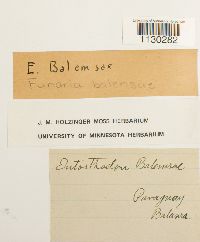 1130282
E. Balansae
Funaria balansae
J. M. HOLZINGER MOSS HERBARIUM
UNIVERSITY OF MINNESOTA HERBARIUM
Entosthodon Balansae
Paraguay
Balansa